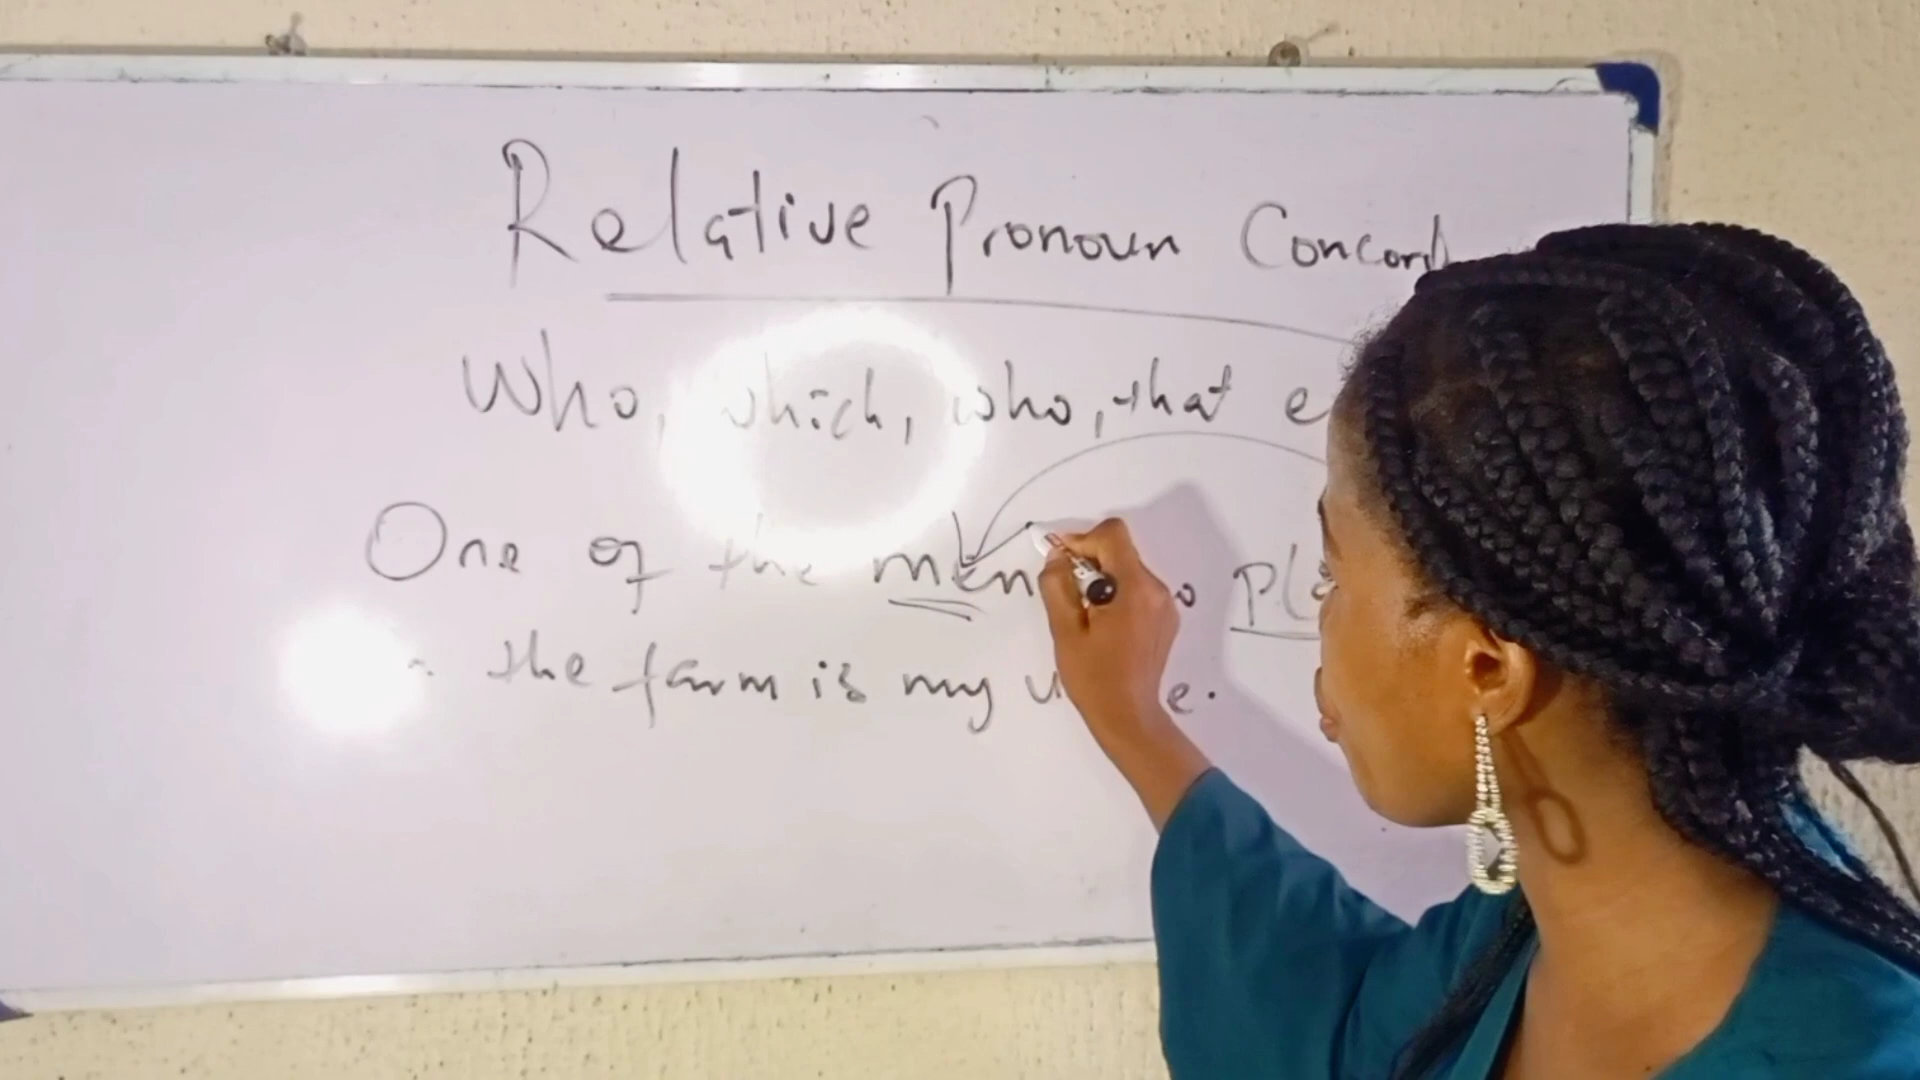 Relative Pronoun Concord
Who, which, who, that
One of the men
the farm is my